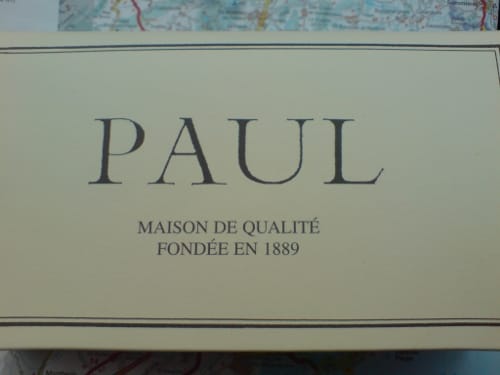 PAUL
MAISON DE QUALITÉ
FONDÉE EN 1889